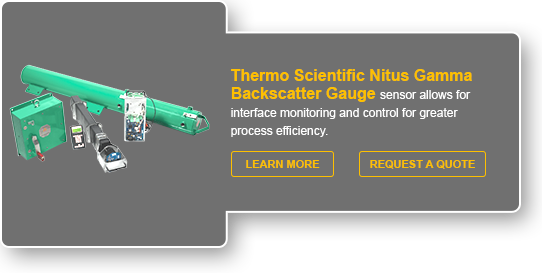 Thermo Scientific Nitus Gamma
Backscatter Gauge sensor allows for
interface monitoring and control for greater
process efficiency.
LEARN MORE
REQUEST A QUOTE